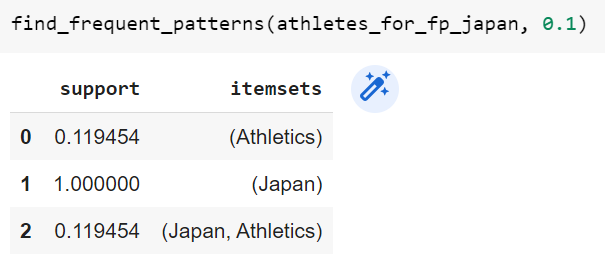 find_frequent_patterns(athletes_for_fp_japan, 0.1)
support itemsets
0 0.119454 (Athletics)
1 1.000000 (Japan)
2 0.119454 (Japan, Athletics)